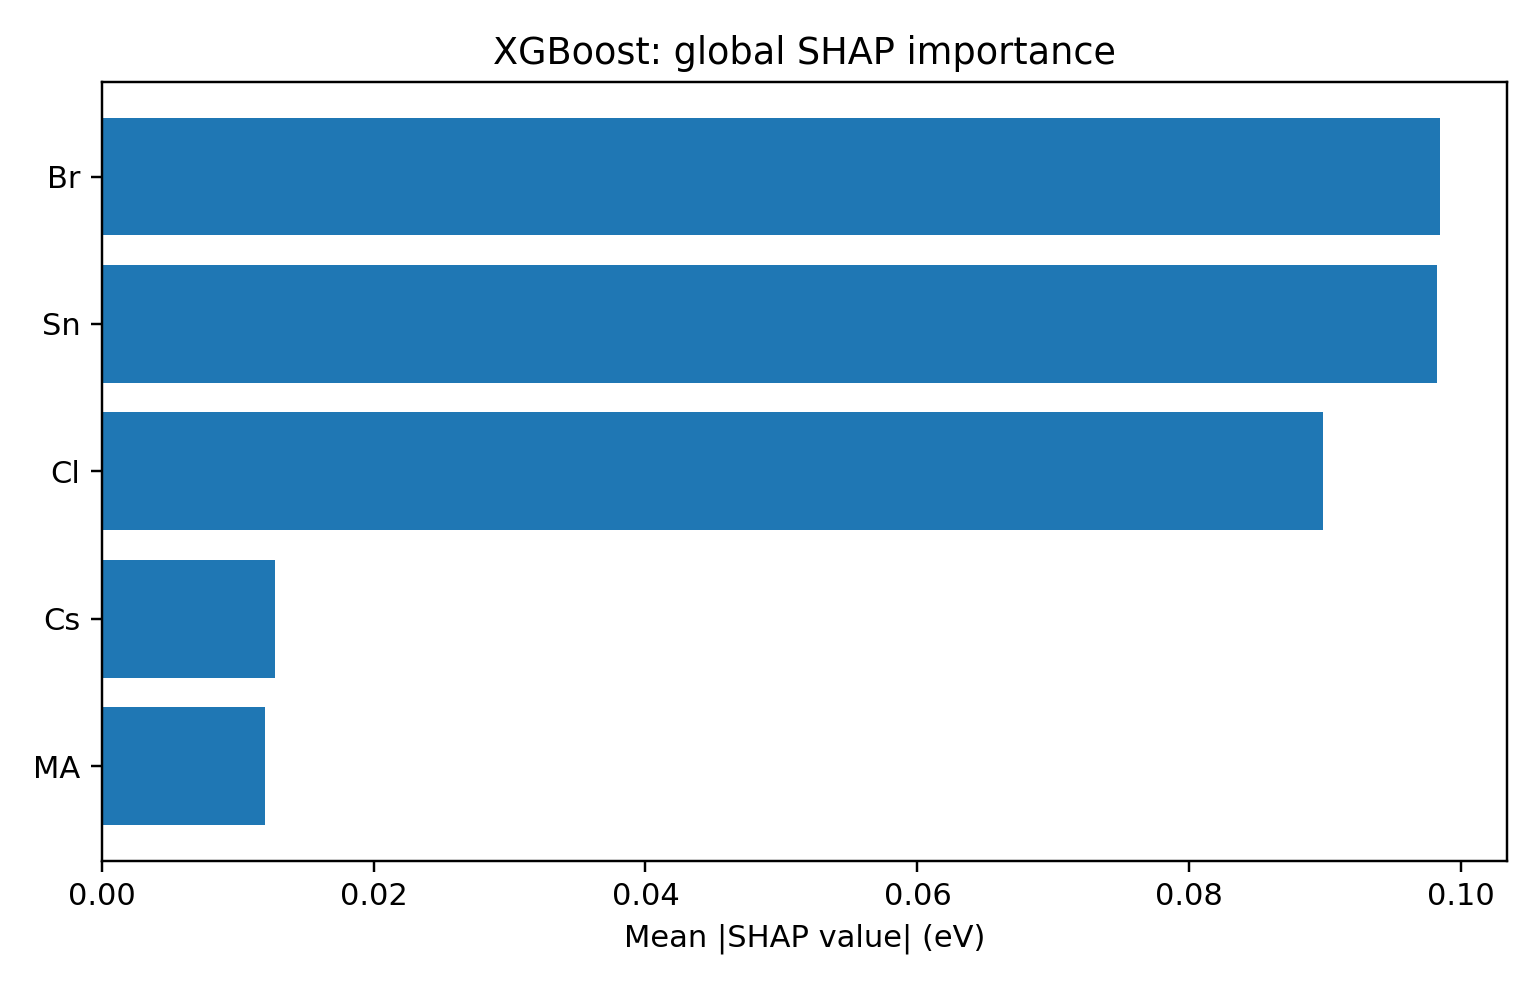 XGBoost: global SHAP importance
Br
Sn
Cl
Cs
MA
0.00 0.02 0.04 0.06 0.08 0.10
Mean |SHAP value| (eV)